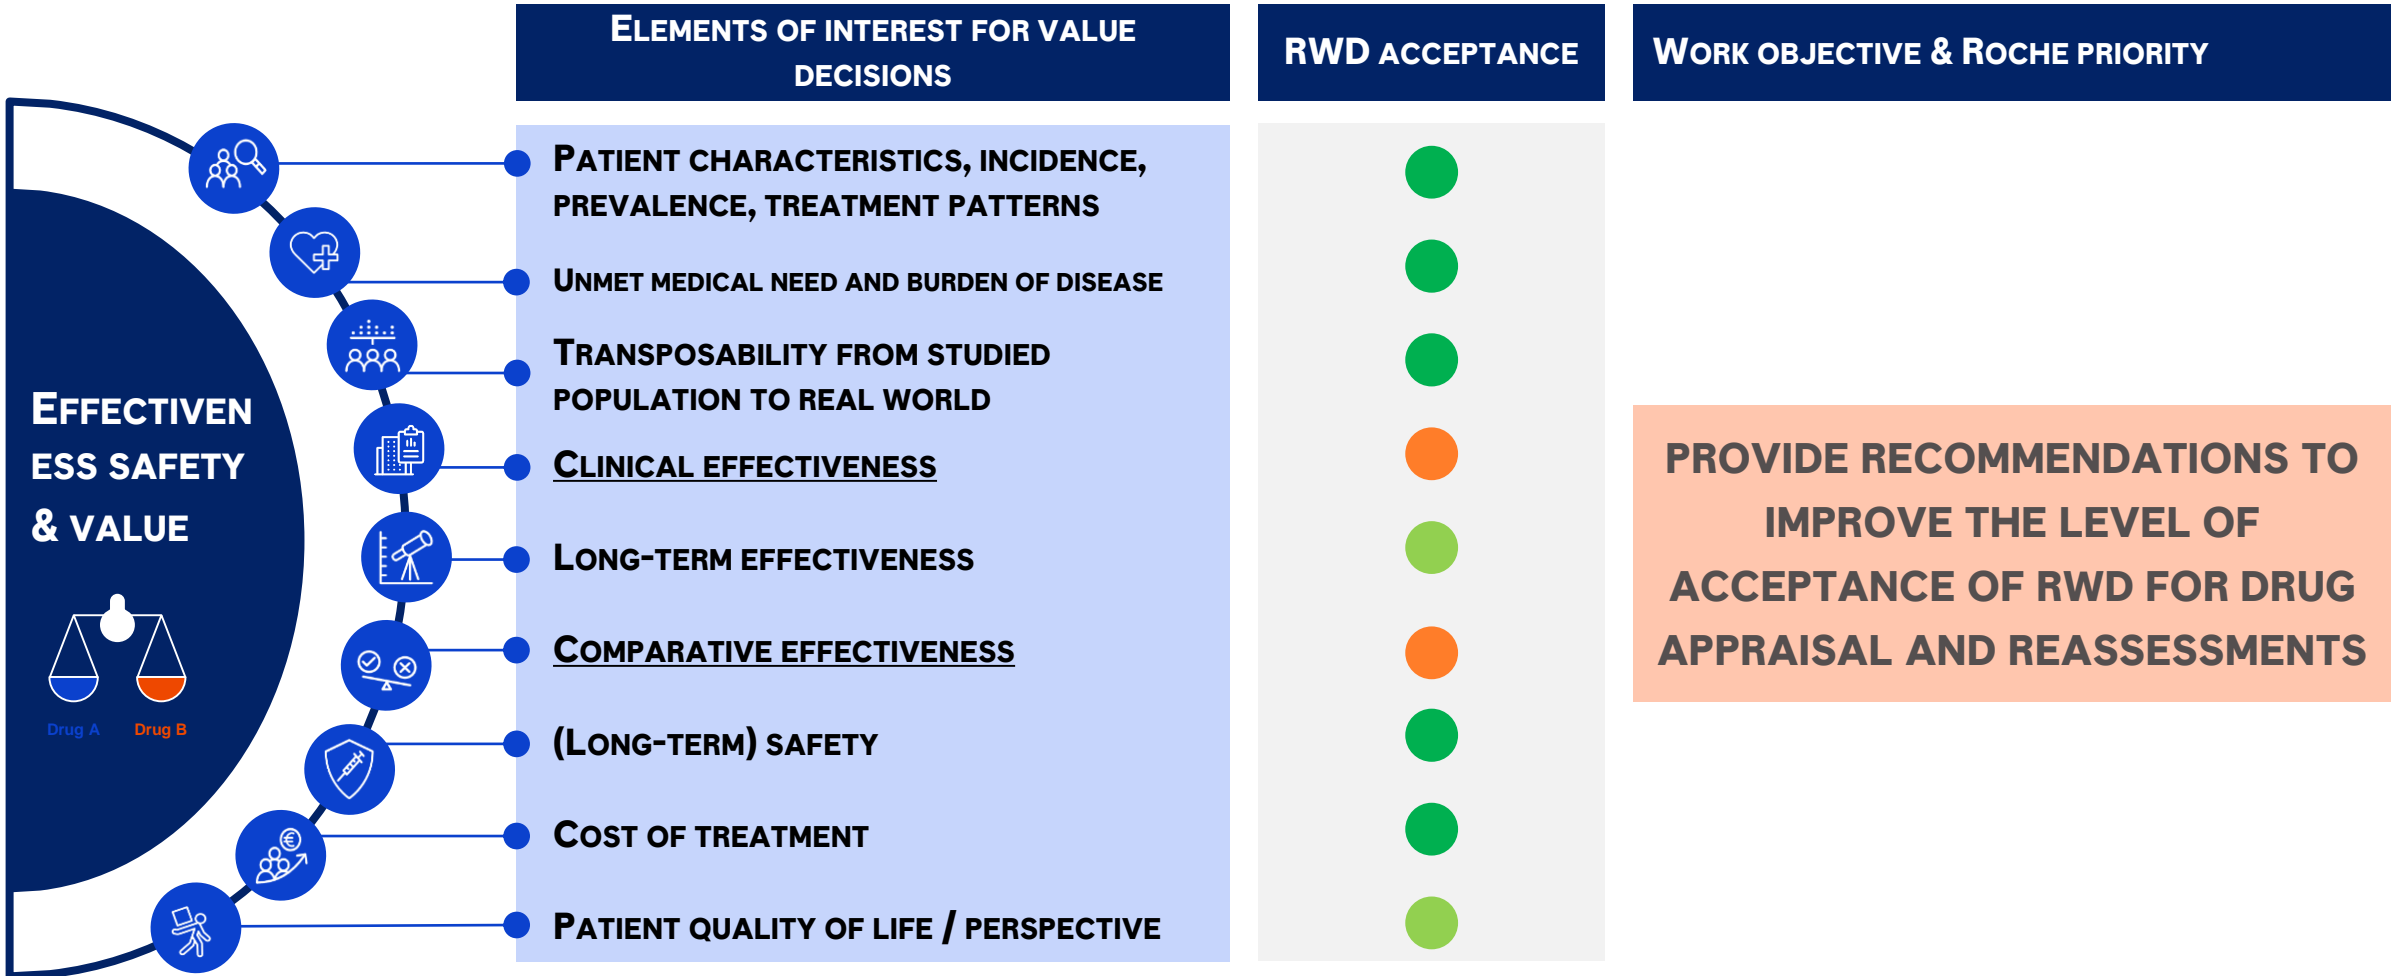 ELEMENTS OF INTEREST FOR VALUE
DECISIONS
RWD ACCEPTANCE
WORK OBJECTIVE & ROCHE PRIORITY
EFFECTIVEN
ESS SAFETY
& VALUE
Drug A
Drug B
PATIENT CHARACTERISTICS, INCIDENCE,
PREVALENCE, TREATMENT PATTERNS
UNMET MEDICAL NEED AND BURDEN OF DISEASE
TRANSPOSABILITY FROM STUDIED
POPULATION TO REAL WORLD
CLINICAL EFFECTIVENESS
LONG-TERM EFFECTIVENESS
COMPARATIVE EFFECTIVENESS
(LONG-TERM) SAFETY
COST OF TREATMENT
PATIENT QUALITY OF LIFE / PERSPECTIVE
PROVIDE RECOMMENDATIONS TO
IMPROVE THE LEVEL OF
ACCEPTANCE OF RWD FOR DRUG
APPRAISAL AND REASSESSMENTS